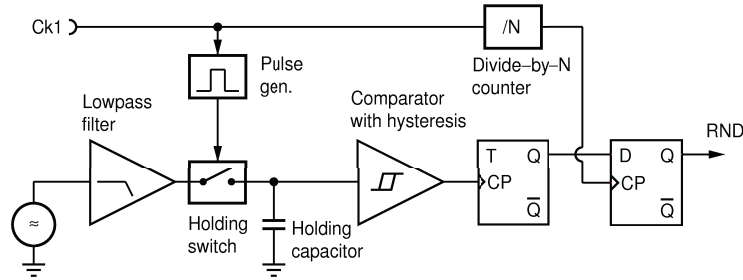 Ck1
/N
Divide–by–N
counter
Pulse
gen.
Lowpass
filter
Comparator
with hysteresis
RND
T Q
CP
Q
D Q
CP
Q
≈
Holding
switch
Holding
capacitor